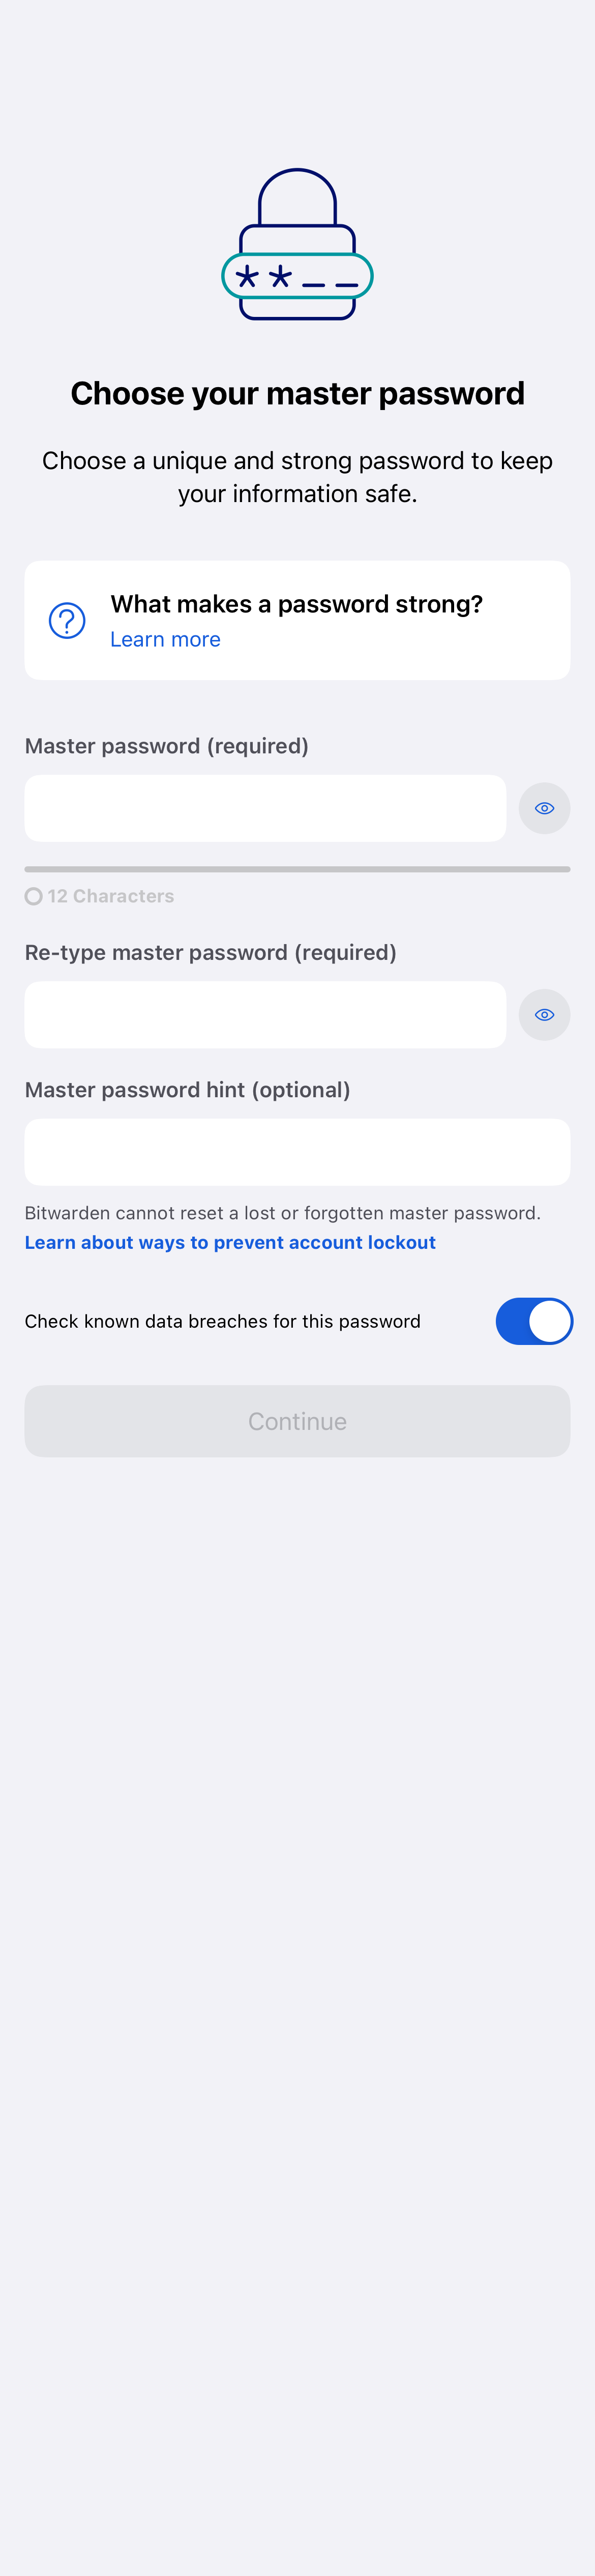 **__
Choose your master password
Choose a unique and strong password to keep
your information safe.
What makes a password strong?
Learn more
Master password (required)
12 Characters
Re-type master password (required)
Master password hint (optional)
Bitwarden cannot reset a lost or forgotten master password.
Learn about ways to prevent account lockout
Check known data breaches for this password
Continue